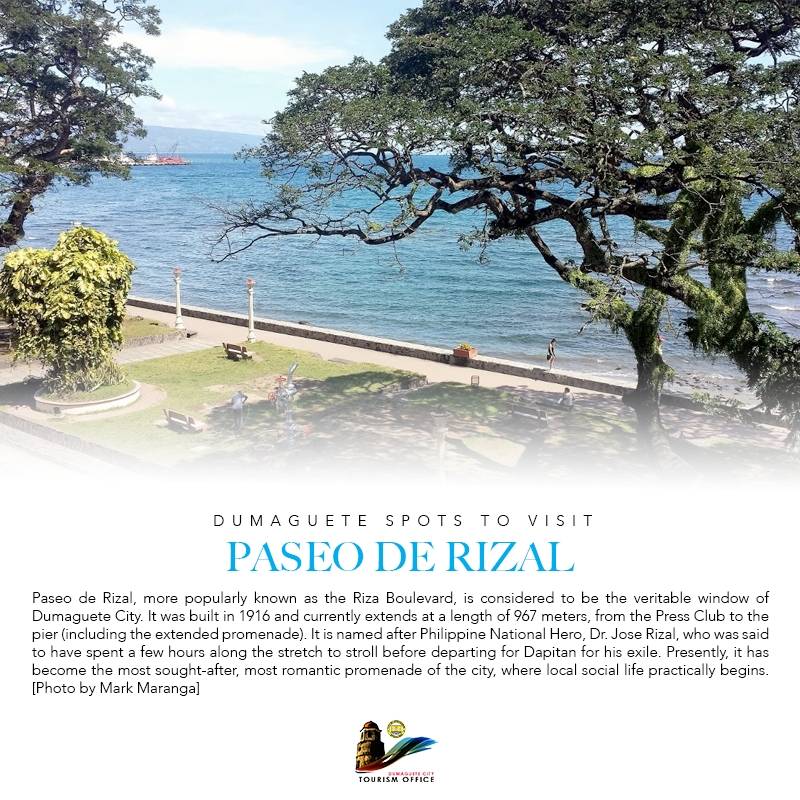 DUMAGUETE SPOTS TO VISIT
PASEO DE RIZAL
Paseo de Rizal, more popularly known as the Riza Boulevard, is considered to be the veritable window of
Dumaguete City. It was built in 1916 and currently extends at a length of 967 meters, from the Press Club to the
pier (including the extended promenade). It is named after Philippine National Hero, Dr. Jose Rizal, who was said
to have spent a few hours along the stretch to stroll before departing for Dapitan for his exile. Presently, it has
become the most sought-after, most romantic promenade of the city, where local social life practically begins.
[Photo by Mark Maranga]
DUMAGUETE CITY
TOURISM OFFICE